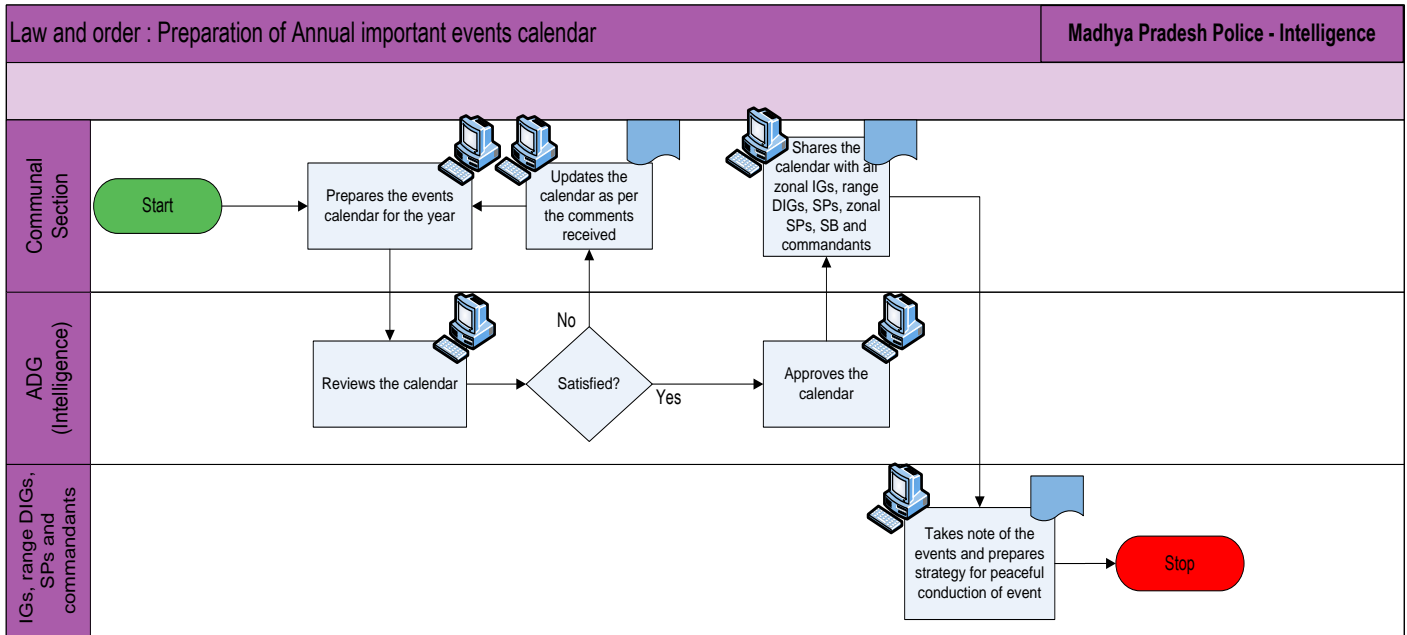 Law and order : Preparation of Annual important events calendar
Madhya Pradesh Police - Intelligence
Communal
Section
Start
Prepares the events
calendar for the year
Updates the
calendar as per
the comments
received
Shares the
calendar with all
zonal IGs, range
DIGs, SPs, zonal
SPs, SB and
commandants
ADG
(Intelligence)
Reviews the calendar
No
Satisfied?
Yes
Approves the
calendar
IGs, range DIGs,
SPs and
commandants
Takes note of the
events and prepares
strategy for peaceful
conduction of event
Stop